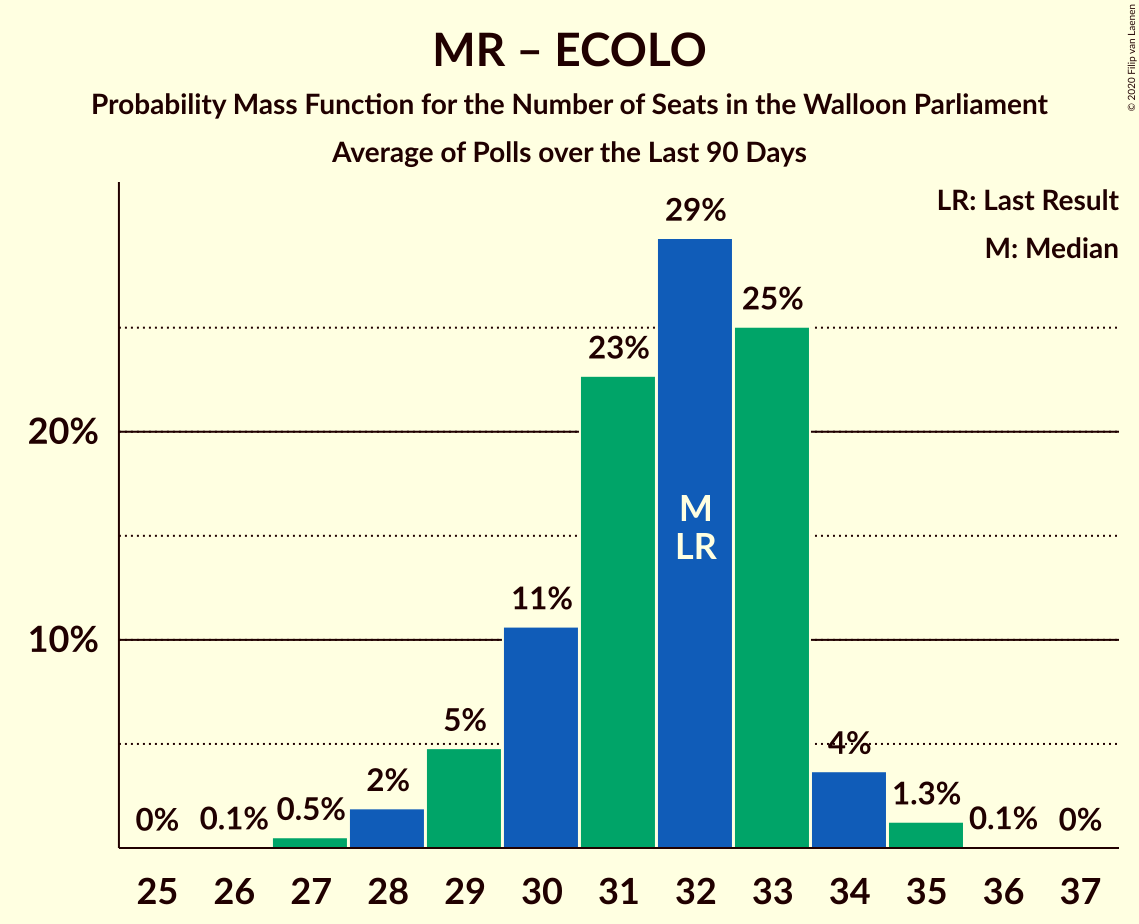 MR – ECOLO
Probability Mass Function for the Number of Seats in the Walloon Parliament
Average of Polls over the Last 90 Days
© 2020 Filip van Laenen
LR: Last Result
M: Median
29%
25%
23%
20%
M
LR
11%
10%
5%
4%
2%
1.3%
0.5%
0% 0.1% 0.1% 0%
25 26 27 28 29 30 31 32 33 34 35 36 37